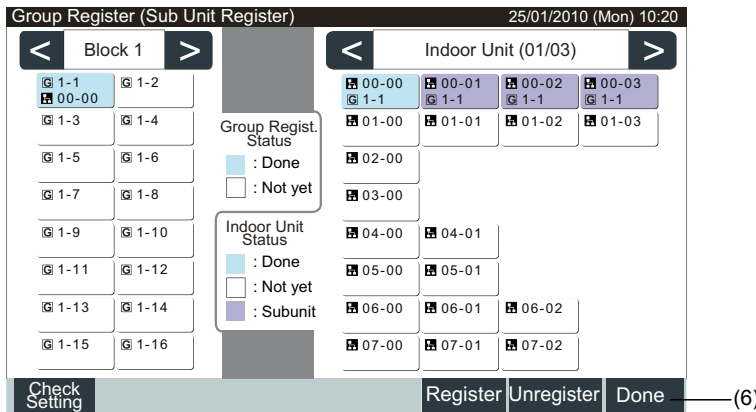 Group Register (Sub Unit Register) 25/01/2010 (Mon) 10:20
< Block 1 > < Indoor Unit (01/03) >
G 1-1 G 1-2
00-00
G 1-3 G 1-4
G 1-5 G 1-6
G 1-7 G 1-8
G 1-9 G 1-10
G 1-11 G 1-12
G 1-13 G 1-14
G 1-15 G 1-16
Group Regist.
Status
: Done
: Not yet
Indoor Unit
Status
: Done
: Not yet
: Subunit
00-00 00-01 00-02 00-03
G 1-1 G 1-1 G 1-1 G 1-1
01-00 01-01 01-02 01-03
02-00
03-00
04-00 04-01
05-00 05-01
06-00 06-01 06-02
07-00 07-01 07-02
Check
Setting
Register Unregister Done (6)